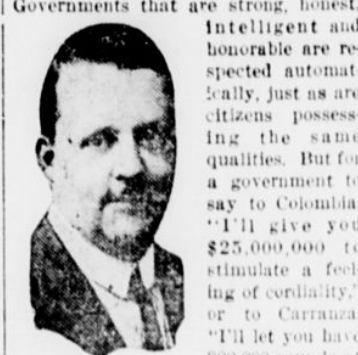 Governments that are strong, honest,
intelligent and
honorable are re-
spected automat-
ically, just as are
citizens possess-
ing the same
qualities. But for
a government to
say to Colombia
"I'll give you
$25,000,000 to
stimulate a feel-
ing of cordiality,"
or to Carranza
"I'll let you have